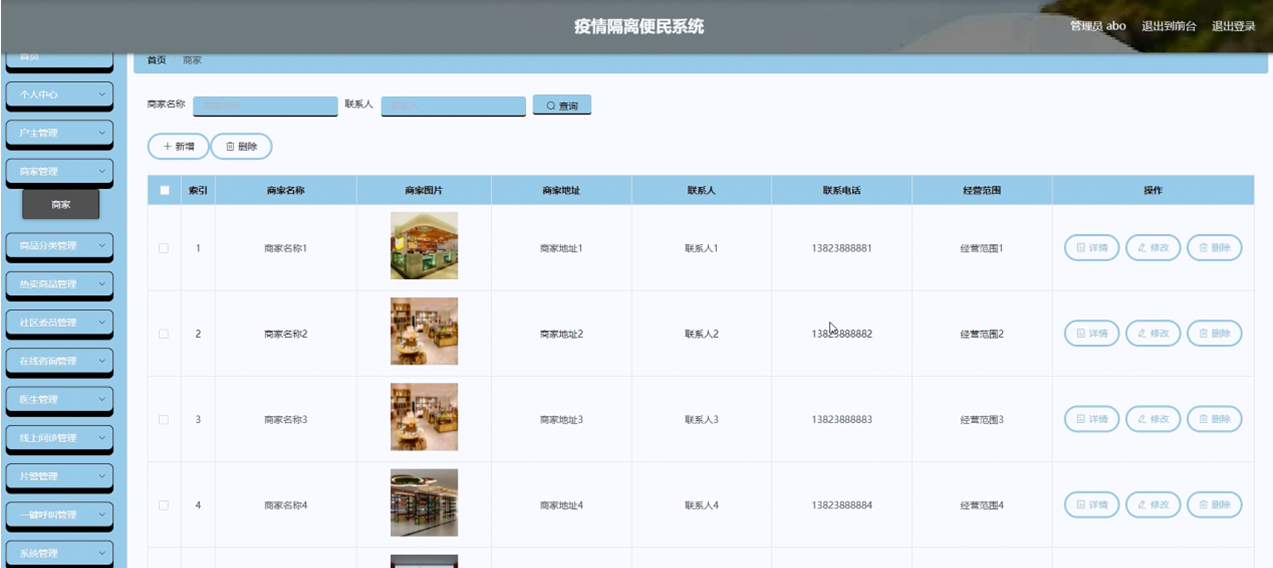 疫情隔离便民系统
管理员 abo 退出到前台 退出登录
首页
首页 / 商家
个人中心
户主管理
商家管理
商家
商品分类管理
热卖商品管理
社区委员管理
在线咨询管理
医生管理
线上问诊管理
片警管理
一键呼叫管理
系统管理
商家名称 商家名称 联系人 联系人 查询
新增 删除
索引 商家名称 商家图片 商家地址 联系人 联系电话 经营范围 操作
1 商家名称1 商家地址1 联系人1 13823888881 经营范围1 详情 修改 删除
2 商家名称2 商家地址2 联系人2 13823888882 经营范围2 详情 修改 删除
3 商家名称3 商家地址3 联系人3 13823888883 经营范围3 详情 修改 删除
4 商家名称4 商家地址4 联系人4 13823888884 经营范围4 详情 修改 删除